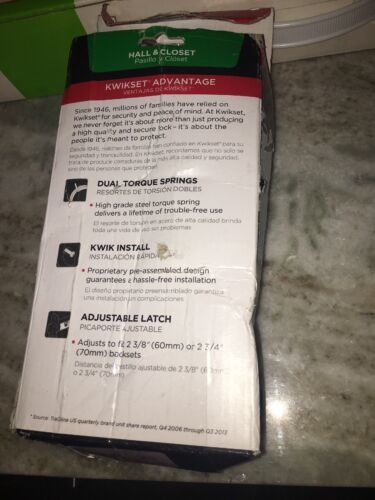 HALL & CLOSET
Pasillo y Closet
KWIKSET® ADVANTAGE
VENTAJAS DE KWIKSET®
Since 1946, millions of families have relied on
Kwikset® for security and peace of mind. At Kwikset,
we never forget it's about more than just producing
a high quality and secure lock – it's about the
people it's meant to protect.
Desde 1946, millones de familias han confiado en Kwikset® para su
seguridad y tranquilidad. En Kwikset, recordamos que no solo se
trata de producir cerraduras de la más alta calidad y seguridad,
sino de las personas que protegen.
DUAL TORQUE SPRINGS
RESORTES DE TORSIÓN DOBLES
• High grade steel torque spring
delivers a lifetime of trouble-free use
El resorte de torsión en acero de alta calidad brinda
toda una vida de uso sin problemas
KWIK INSTALL
INSTALACIÓN RÁPIDA
• Proprietary pre-assembled design
guarantees a hassle-free installation
El diseño propietario preensamblado garantiza
una instalación sin complicaciones
ADJUSTABLE LATCH
PICAPORTE AJUSTABLE
• Adjusts to fit 2 3/8" (60mm) or 2 3/4"
(70mm) backsets
Distancia de pestillo ajustable de 2 3/8" (60mm)
o 2 3/4" (70mm)
* Source: TraQline US quarterly brand unit share report, Q4 2006 through Q3 2013